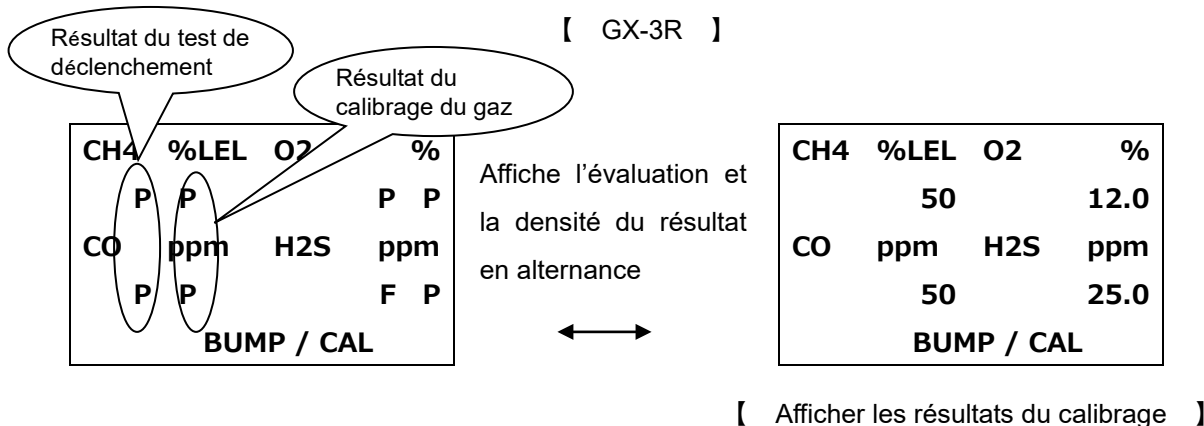 【 GX-3R 】
Résultat du test de
déclenchement
Résultat du
calibrage du gaz
CH4 %LEL O2 %
P P P P
CO ppm H2S ppm
P P F P
BUMP / CAL
Affiche l’évaluation et
la densité du résultat
en alternance
CH4 %LEL O2 %
50 12.0
CO ppm H2S ppm
50 25.0
BUMP / CAL
【 Afficher les résultats du calibrage 】